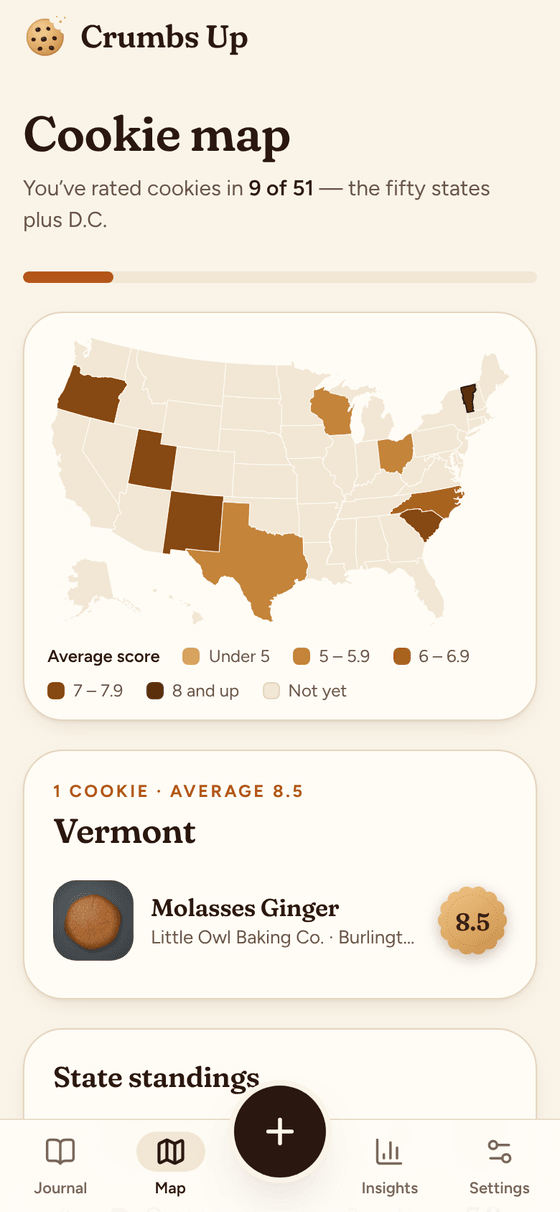 Crumbs Up
Cookie map
You’ve rated cookies in 9 of 51 — the fifty states
plus D.C.
Average score Under 5 5 – 5.9 6 – 6.9
7 – 7.9 8 and up Not yet
1 COOKIE · AVERAGE 8.5
Vermont
Molasses Ginger
Little Owl Baking Co. · Burlingt...
8.5
State standings
Journal Map Insights Settings